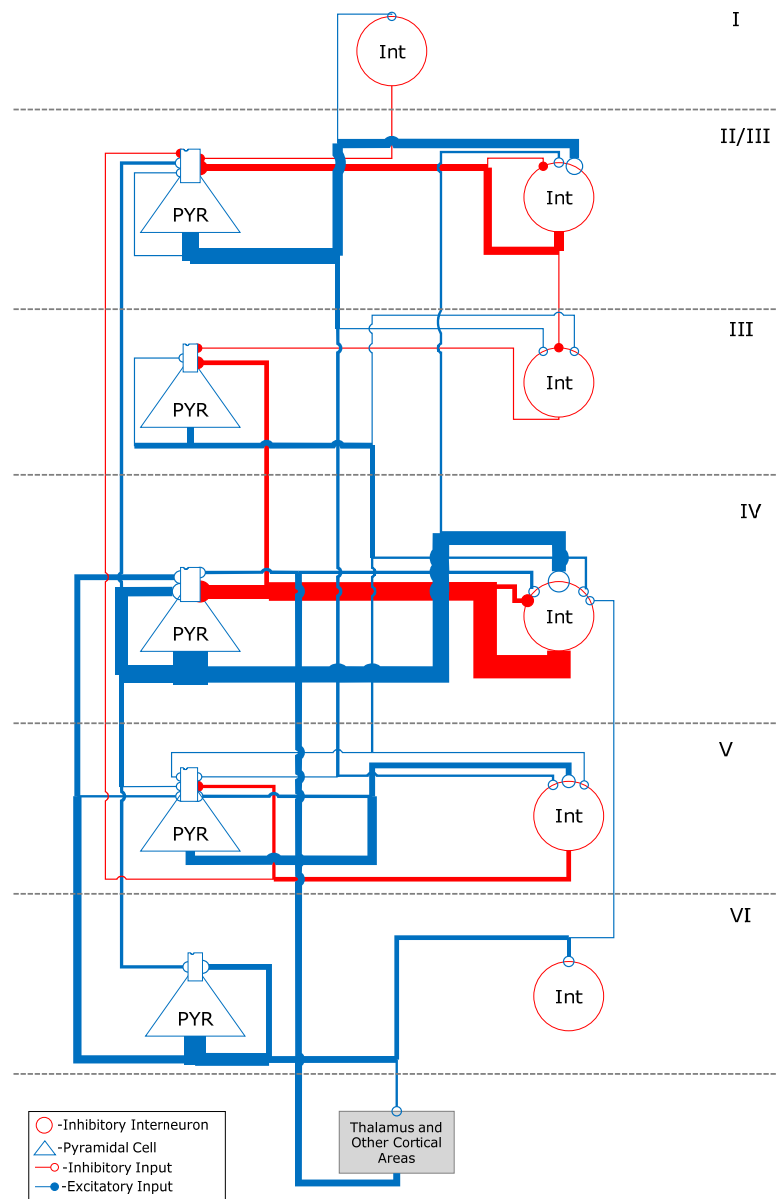 I
Int
II/III
PYR
Int
III
PYR
Int
IV
PYR
Int
V
PYR
Int
VI
PYR
Int
-Inhibitory Interneuron
-Pyramidal Cell
-Inhibitory Input
-Excitatory Input
Thalamus and
Other Cortical
Areas